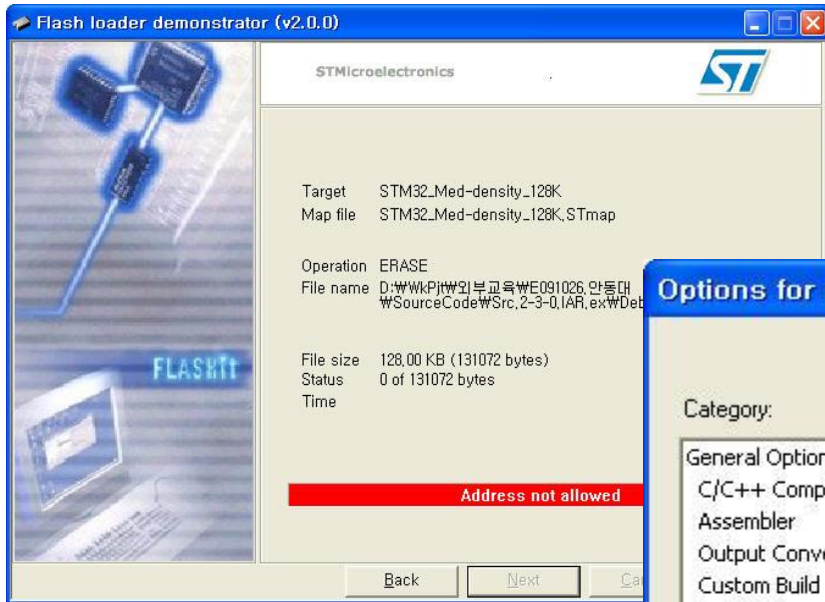 Flash loader demonstrator (v2.0.0)
STMicroelectronics
ST
Target STM32_Med-density_128K
Map file STM32_Med-density_128K.STmap
Operation ERASE
File name D:₩WkPjt₩외부교육₩E091026.안동대
₩SourceCode₩Src.2-3-0.IAR.ex₩Deb
FLASHit
File size 128.00 KB (131072 bytes)
Status 0 of 131072 bytes
Time
Address not allowed
Back Next Ca
Options for
Category:
General Option
C/C++ Comp
Assembler
Output Conve
Custom Build